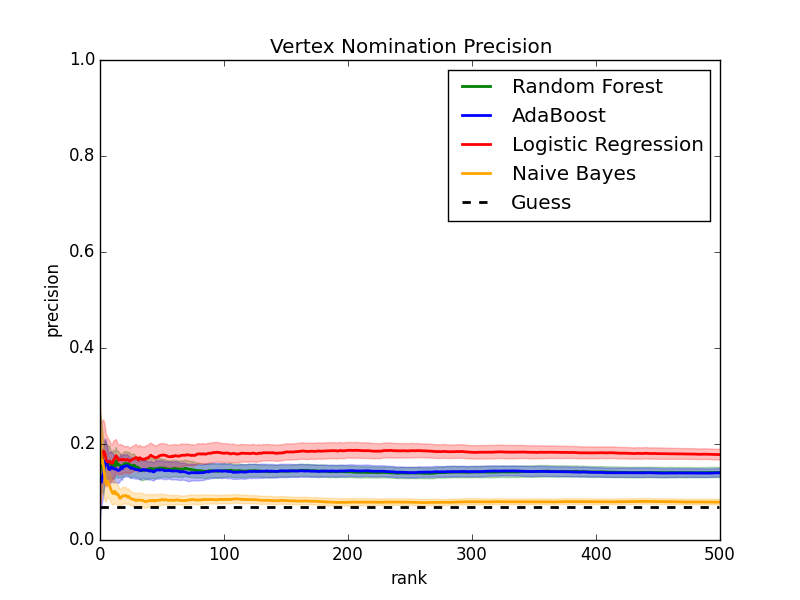 Vertex Nomination Precision
1.0
0.8
0.6
0.4
0.2
0.0
precision
Random Forest
AdaBoost
Logistic Regression
Naive Bayes
Guess
0 100 200 300 400 500
rank